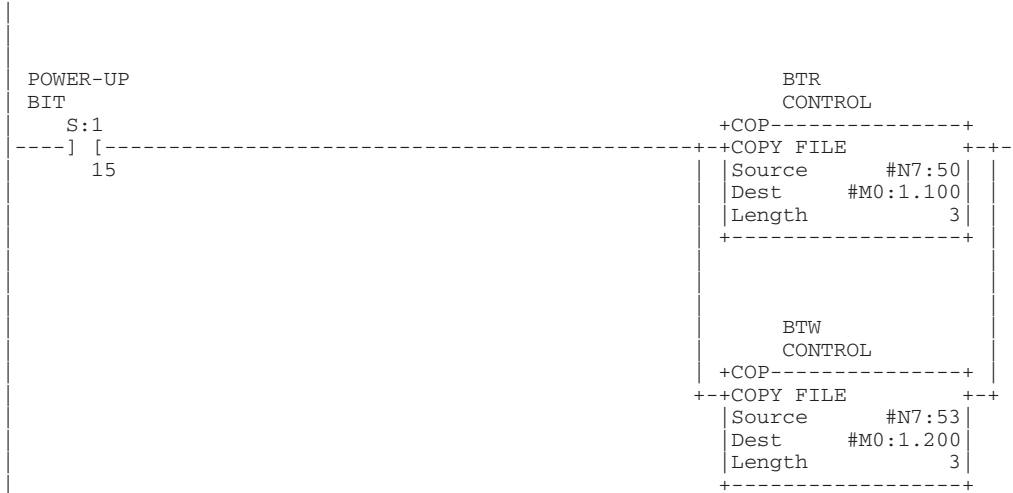 POWER-UP BTR
BIT CONTROL
S:1 +COP---------------+
----] [----------------------------------------------+-+COPY FILE +-+-
15 |Source #N7:50|
|Dest #M0:1.100|
|Length 3|
+------------------+
BTW
CONTROL
+COP---------------+
+-+COPY FILE +-+
|Source #N7:53|
|Dest #M0:1.200|
|Length 3|
+------------------+